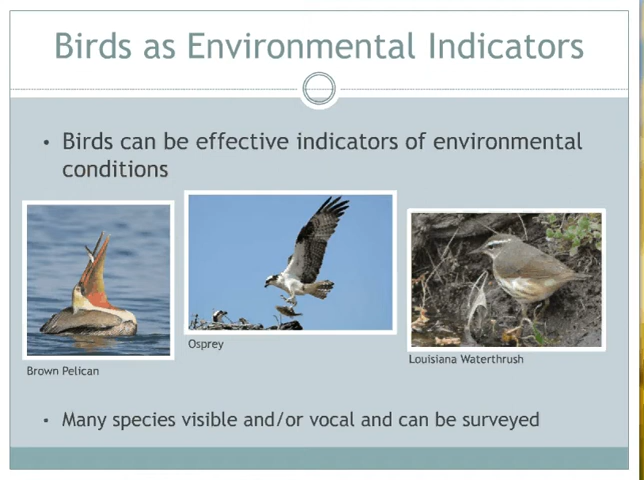 Birds as Environmental Indicators
• Birds can be effective indicators of environmental
conditions
Osprey
Louisiana Waterthrush
Brown Pelican
• Many species visible and/or vocal and can be surveyed